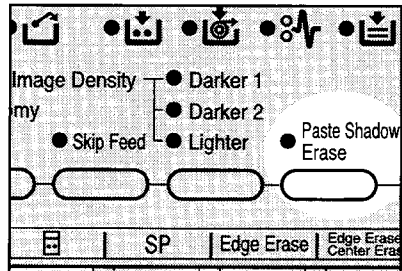 Image Density
Darker 1
my
Darker 2
Skip Feed
Lighter
Paste Shadow
Erase
SP
Edge Erase
Edge Erase
Center Eras